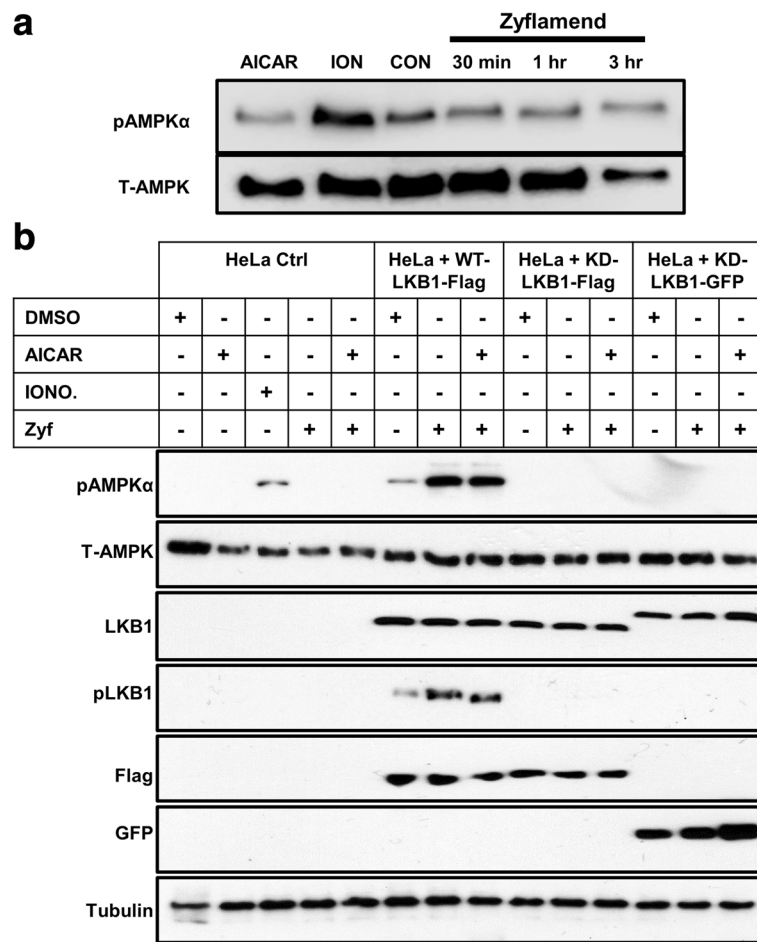 a
Zyflamend
AICAR ION CON 30 min 1 hr 3 hr
pAMPKα
T-AMPK
b
HeLa Ctrl HeLa + WT- HeLa + KD- HeLa + KD-
LKB1-Flag LKB1-Flag LKB1-GFP
DMSO + - - - - + - - + - - + - -
AICAR - + - - + - - + - - + - - +
IONO. - - + - - - - - - - - - - -
Zyf - - - + + - + + - + + - + +
pAMPKα
T-AMPK
LKB1
pLKB1
Flag
GFP
Tubulin